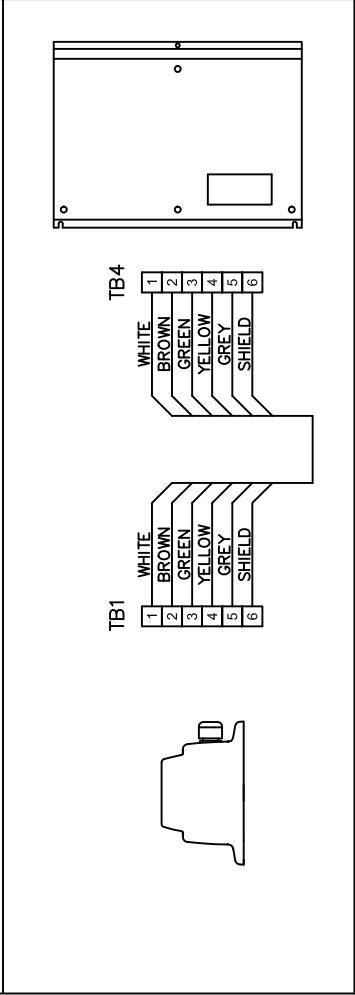 TB4
WHITE 1
BROWN 2
GREEN 3
YELLOW 4
GREY 5
SHIELD 6
TB1
WHITE 1
BROWN 2
GREEN 3
YELLOW 4
GREY 5
SHIELD 6